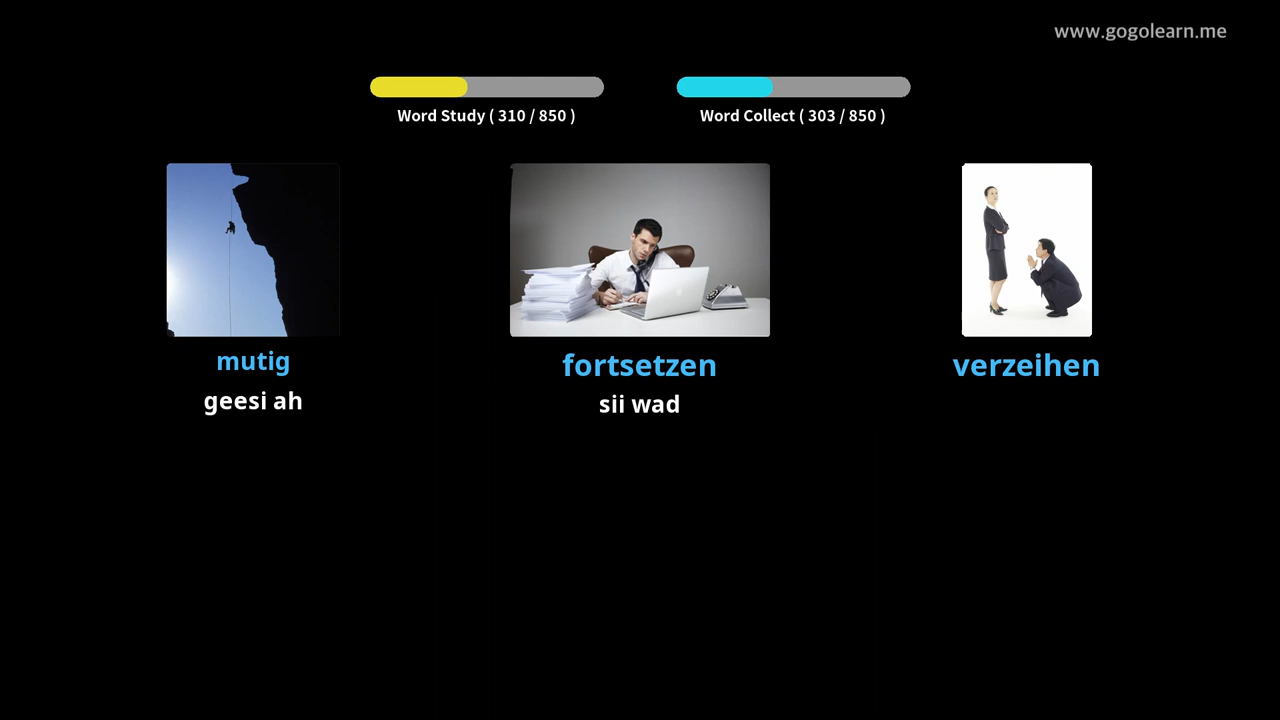 www.gogolearn.me
Word Study ( 310 / 850 )
Word Collect ( 303 / 850 )
mutig
geesi ah
fortsetzen
sii wad
verzeihen